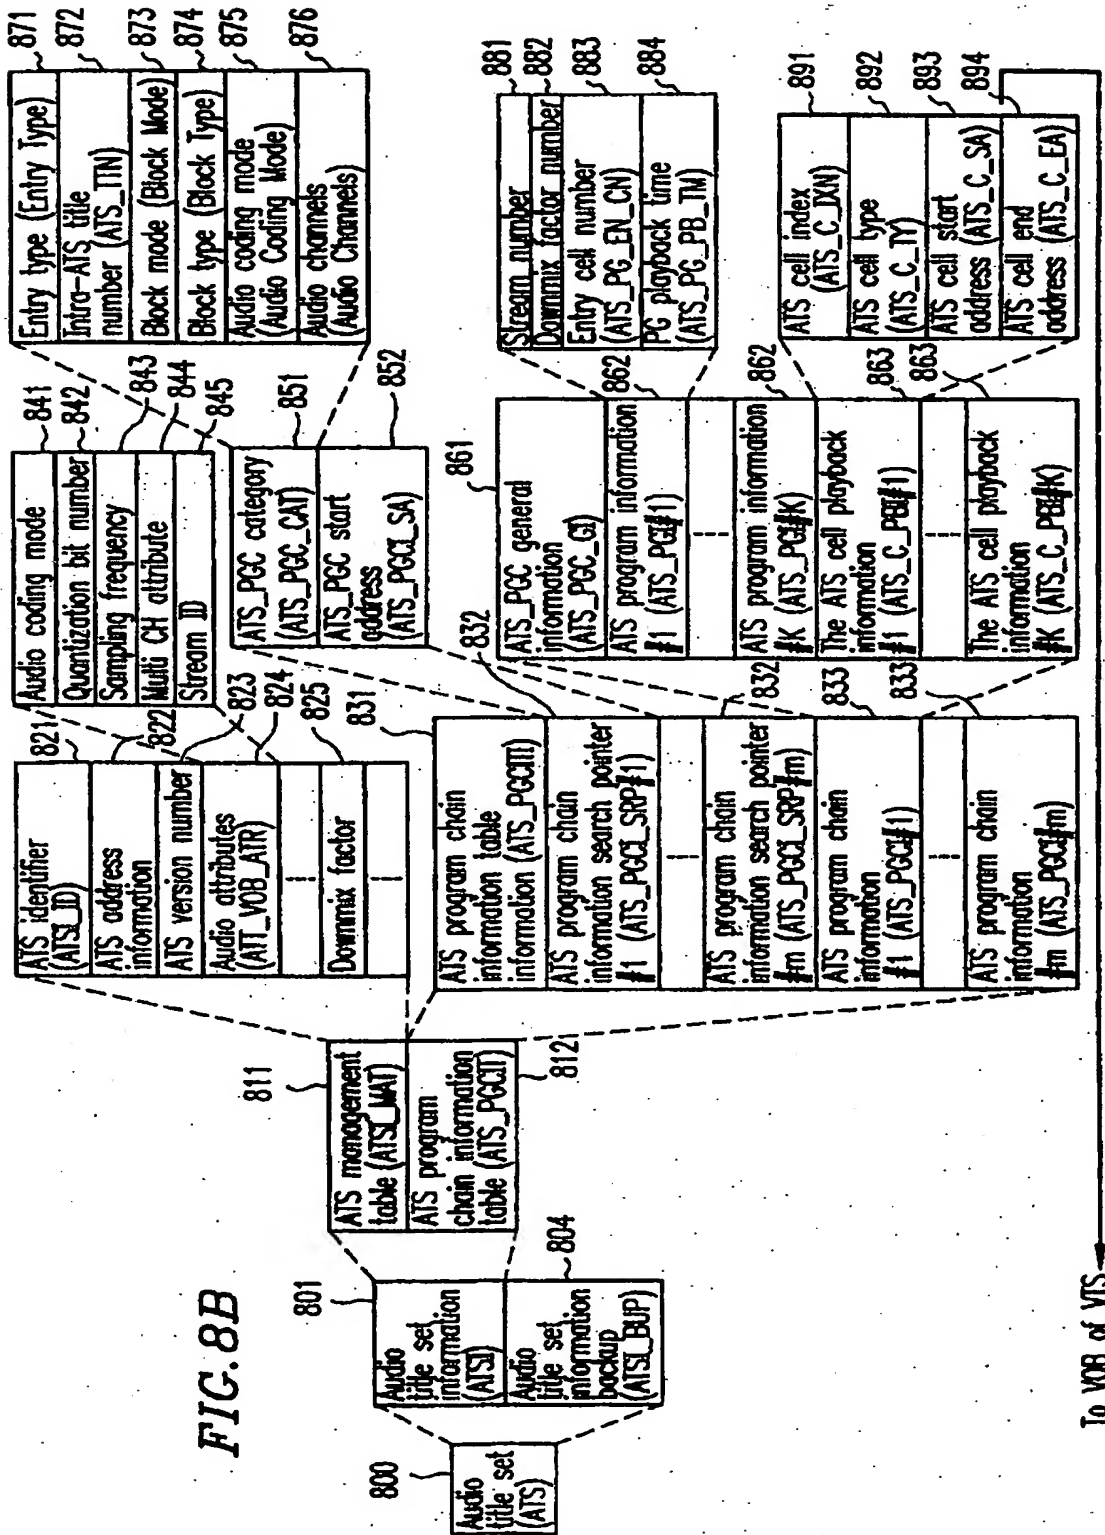 FIG. 8B
800
Audio
title set
(ATS)
801
Audio
title set
information
(ATSI)
804
Audio
title set
information
backup
(ATSI_BUP)
811
ATS management
table (ATSI_MAT)
812
ATS program
chain information
table (ATS_PGCIT)
821
ATS identifier
(ATSI_ID)
822
ATS address
information
823
ATS version number
824
Audio attributes
(ATT_VOB_ATR)
825
Downmix factor
831
ATS program chain
information table
information (ATS_PGCITI)
832
ATS program chain
information search pointer
#1 (ATS_PGCI_SRP#1)
832
ATS program chain
information search pointer
#m (ATS_PGCI_SRP#m)
833
ATS program chain
information
#1 (ATS_PGCI#1)
833
ATS program chain
information
#m (ATS_PGCI#m)
841
Audio coding mode
842
Quantization bit number
843
Sampling frequency
844
Multi CH attribute
845
Stream ID
851
ATS_PGC category
(ATS_PGC_CAT)
852
ATS_PGC start
address
(ATS_PGCI_SA)
861
ATS_PGC general
information
(ATS_PGC_GI)
862
ATS program information
#1 (ATS_PGI#1)
862
ATS program information
#K (ATS_PGI#K)
863
The ATS cell playback
information
#1 (ATS_C_PBI#1)
863
The ATS cell playback
information
#K (ATS_C_PBI#K)
871
Entry type (Entry Type)
872
Intra-ATS title
number (ATS_TTN)
873
Block mode (Block Mode)
874
Block type (Block Type)
875
Audio coding mode
(Audio Coding Mode)
876
Audio channels
(Audio Channels)
881
Stream number
882
Downmix factor number
883
Entry cell number
(ATS_PG_EN_CN)
884
PG playback time
(ATS_PG_PB_TM)
891
ATS cell index
(ATS_C_IXN)
892
ATS cell type
(ATS_C_TY)
893
ATS cell start
address (ATS_C_SA)
894
ATS cell end
address (ATS_C_EA)
To VOB of VTS